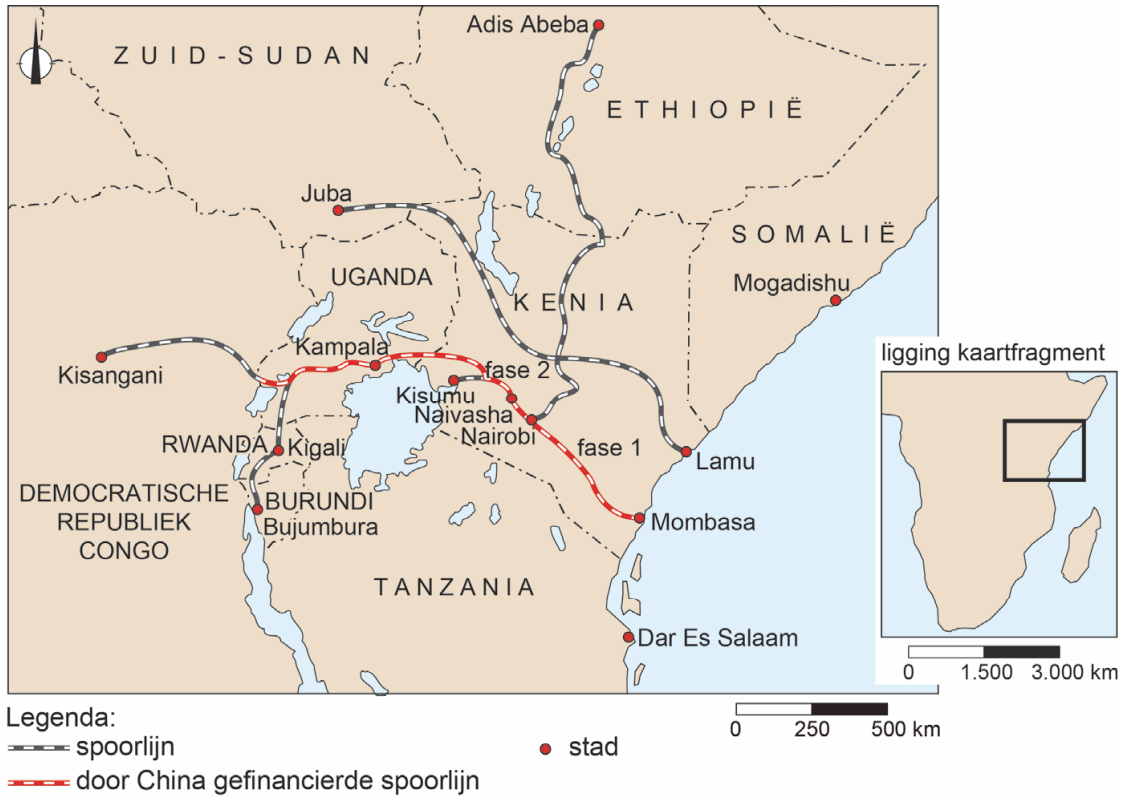 Adis Abeba
ZUID-SUDAN
ETHIOPIË
Juba
SOMALIË
UGANDA
Mogadishu
KENIA
Kampala
ligging kaartfragment
Kisangani
fase 2
Kisumu
Naivasha
Nairobi
RWANDA
Kigali
fase 1
Lamu
DEMOCRATISCHE
REPUBLIEK
CONGO
BURUNDI
Bujumbura
Mombasa
TANZANIA
Dar Es Salaam
0 1.500 3.000 km
0 250 500 km
Legenda:
spoorlijn
stad
door China gefinancierde spoorlijn